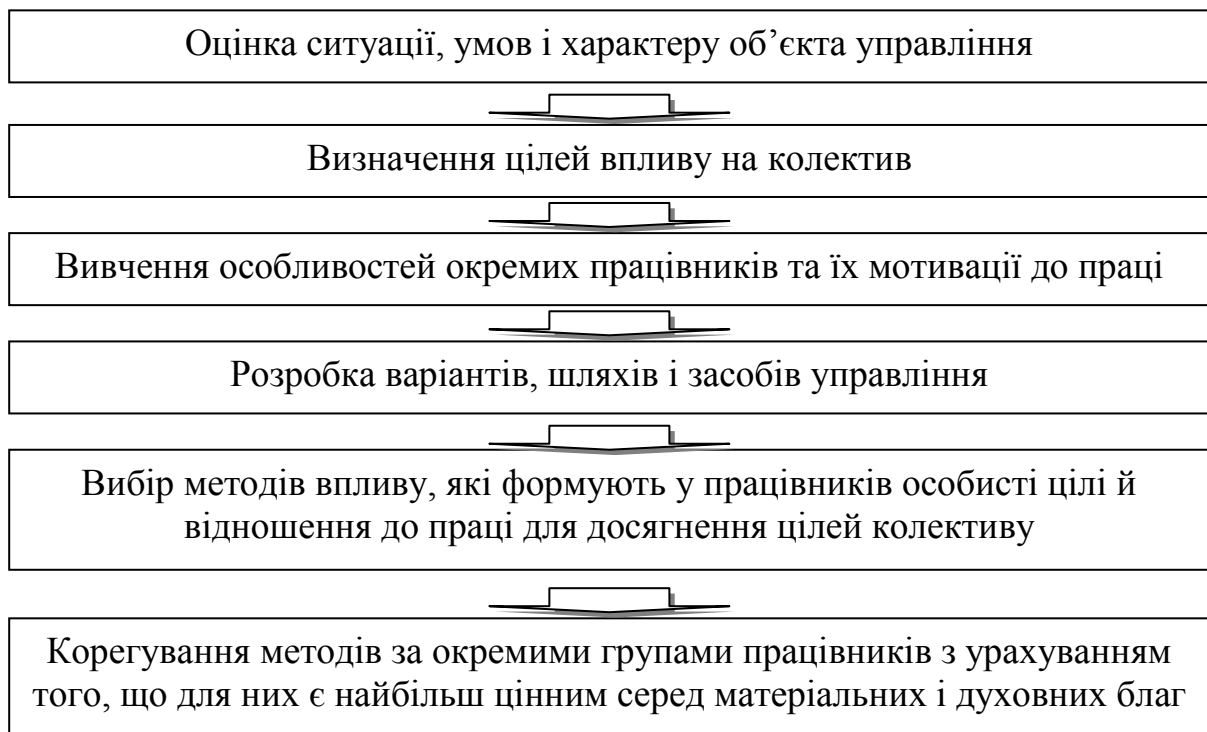 Оцінка ситуації, умов і характеру об’єкта управління
Визначення цілей впливу на колектив
Вивчення особливостей окремих працівників та їх мотивації до праці
Розробка варіантів, шляхів і засобів управління
Вибір методів впливу, які формують у працівників особисті цілі й
відношення до праці для досягнення цілей колективу
Корегування методів за окремими групами працівників з урахуванням
того, що для них є найбільш цінним серед матеріальних і духовних благ